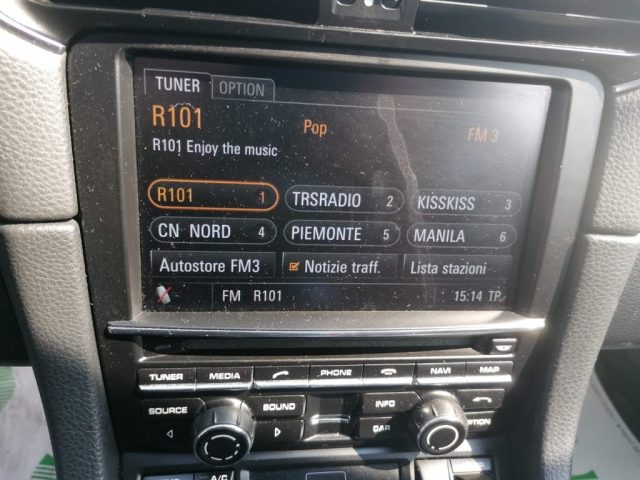 TUNER OPTION
R101 Pop FM 3
R101 Enjoy the music
R101 1 TRSRADIO 2 KISSKISS 3
CN NORD 4 PIEMONTE 5 MANILA 6
Autostore FM3 Notizie traff. Lista stazioni
FM R101 15:14 TP
TUNER MEDIA PHONE NAVI MAP
SOURCE SOUND INFO
CAR OPTION
A/C